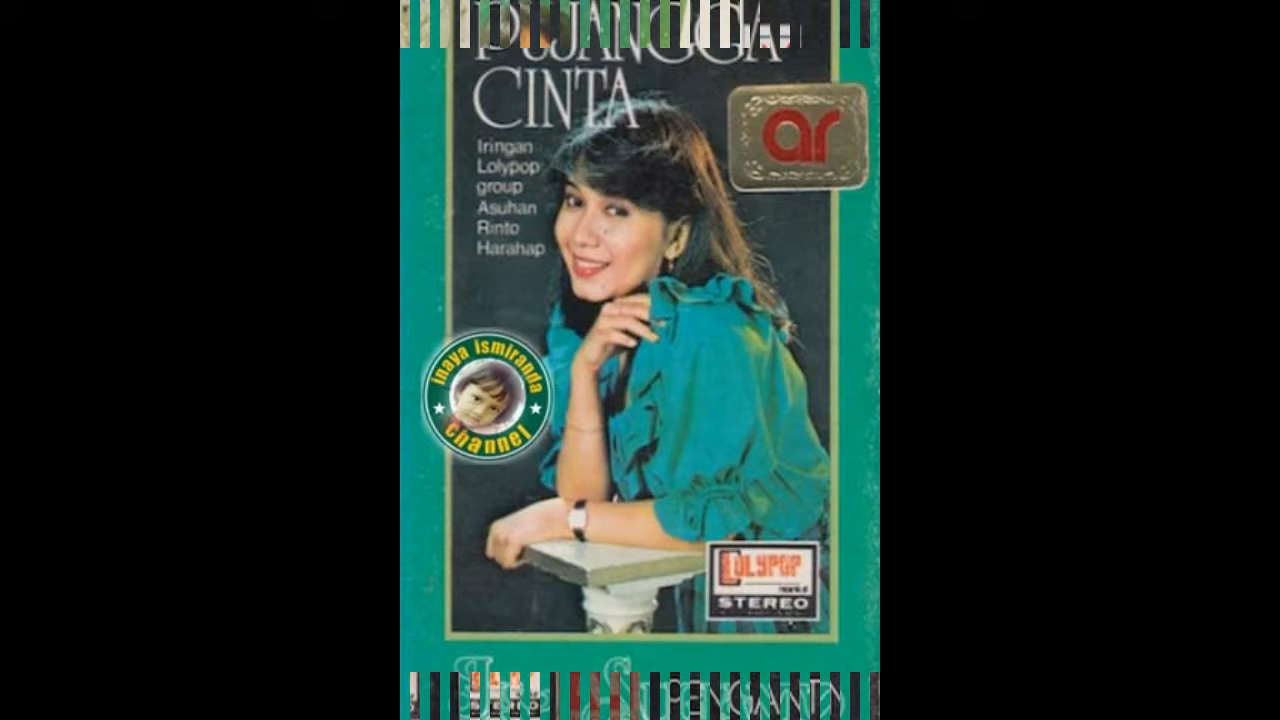 PUJANGGA
CINTA
Iringan
Lolypop
group
Asuhan
Rinto
Harahap
ar
inaya ismiranda
channel
LOLYPOP
STEREO